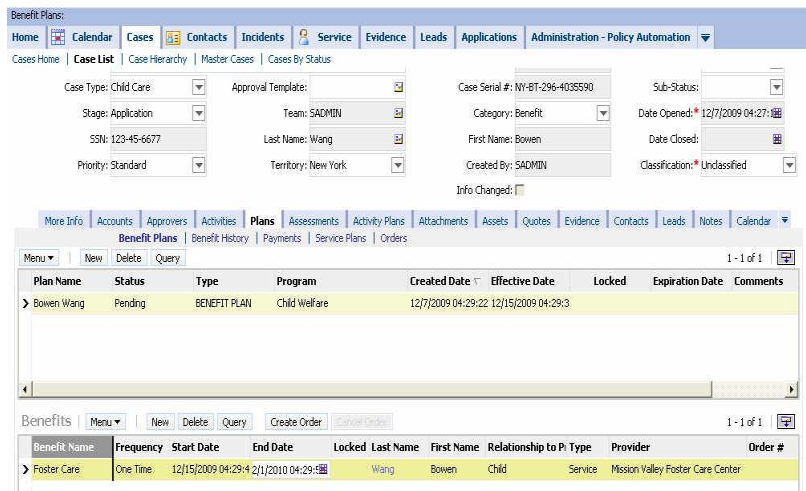 Benefit Plans:
Home Calendar Cases Contacts Incidents Service Evidence Leads Applications Administration - Policy Automation
Cases Home | Case List | Case Hierarchy | Master Cases | Cases By Status
Case Type: Child Care Approval Template: Case Serial #: NY-BT-296-4035590 Sub-Status:
Stage: Application Team: SADMIN Category: Benefit Date Opened:* 12/7/2009 04:27:1
SSN: 123-45-6677 Last Name: Wang First Name: Bowen Date Closed:
Priority: Standard Territory: New York Created By: SADMIN Classification:* Unclassified
Info Changed:
More Info Accounts Approvers Activities Plans Assessments Activity Plans Attachments Assets Quotes Evidence Contacts Leads Notes Calendar
Benefit Plans | Benefit History | Payments | Service Plans | Orders
Menu New Delete Query 1 - 1 of 1
Plan Name Status Type Program Created Date Effective Date Locked Expiration Date Comments
Bowen Wang Pending BENEFIT PLAN Child Welfare 12/7/2009 04:29:22 12/15/2009 04:29:3
Benefits Menu New Delete Query Create Order Cancel Order 1 - 1 of 1
Benefit Name Frequency Start Date End Date Locked Last Name First Name Relationship to P Type Provider Order #
Foster Care One Time 12/15/2009 04:29:4 2/1/2010 04:29:5 Wang Bowen Child Service Mission Valley Foster Care Center